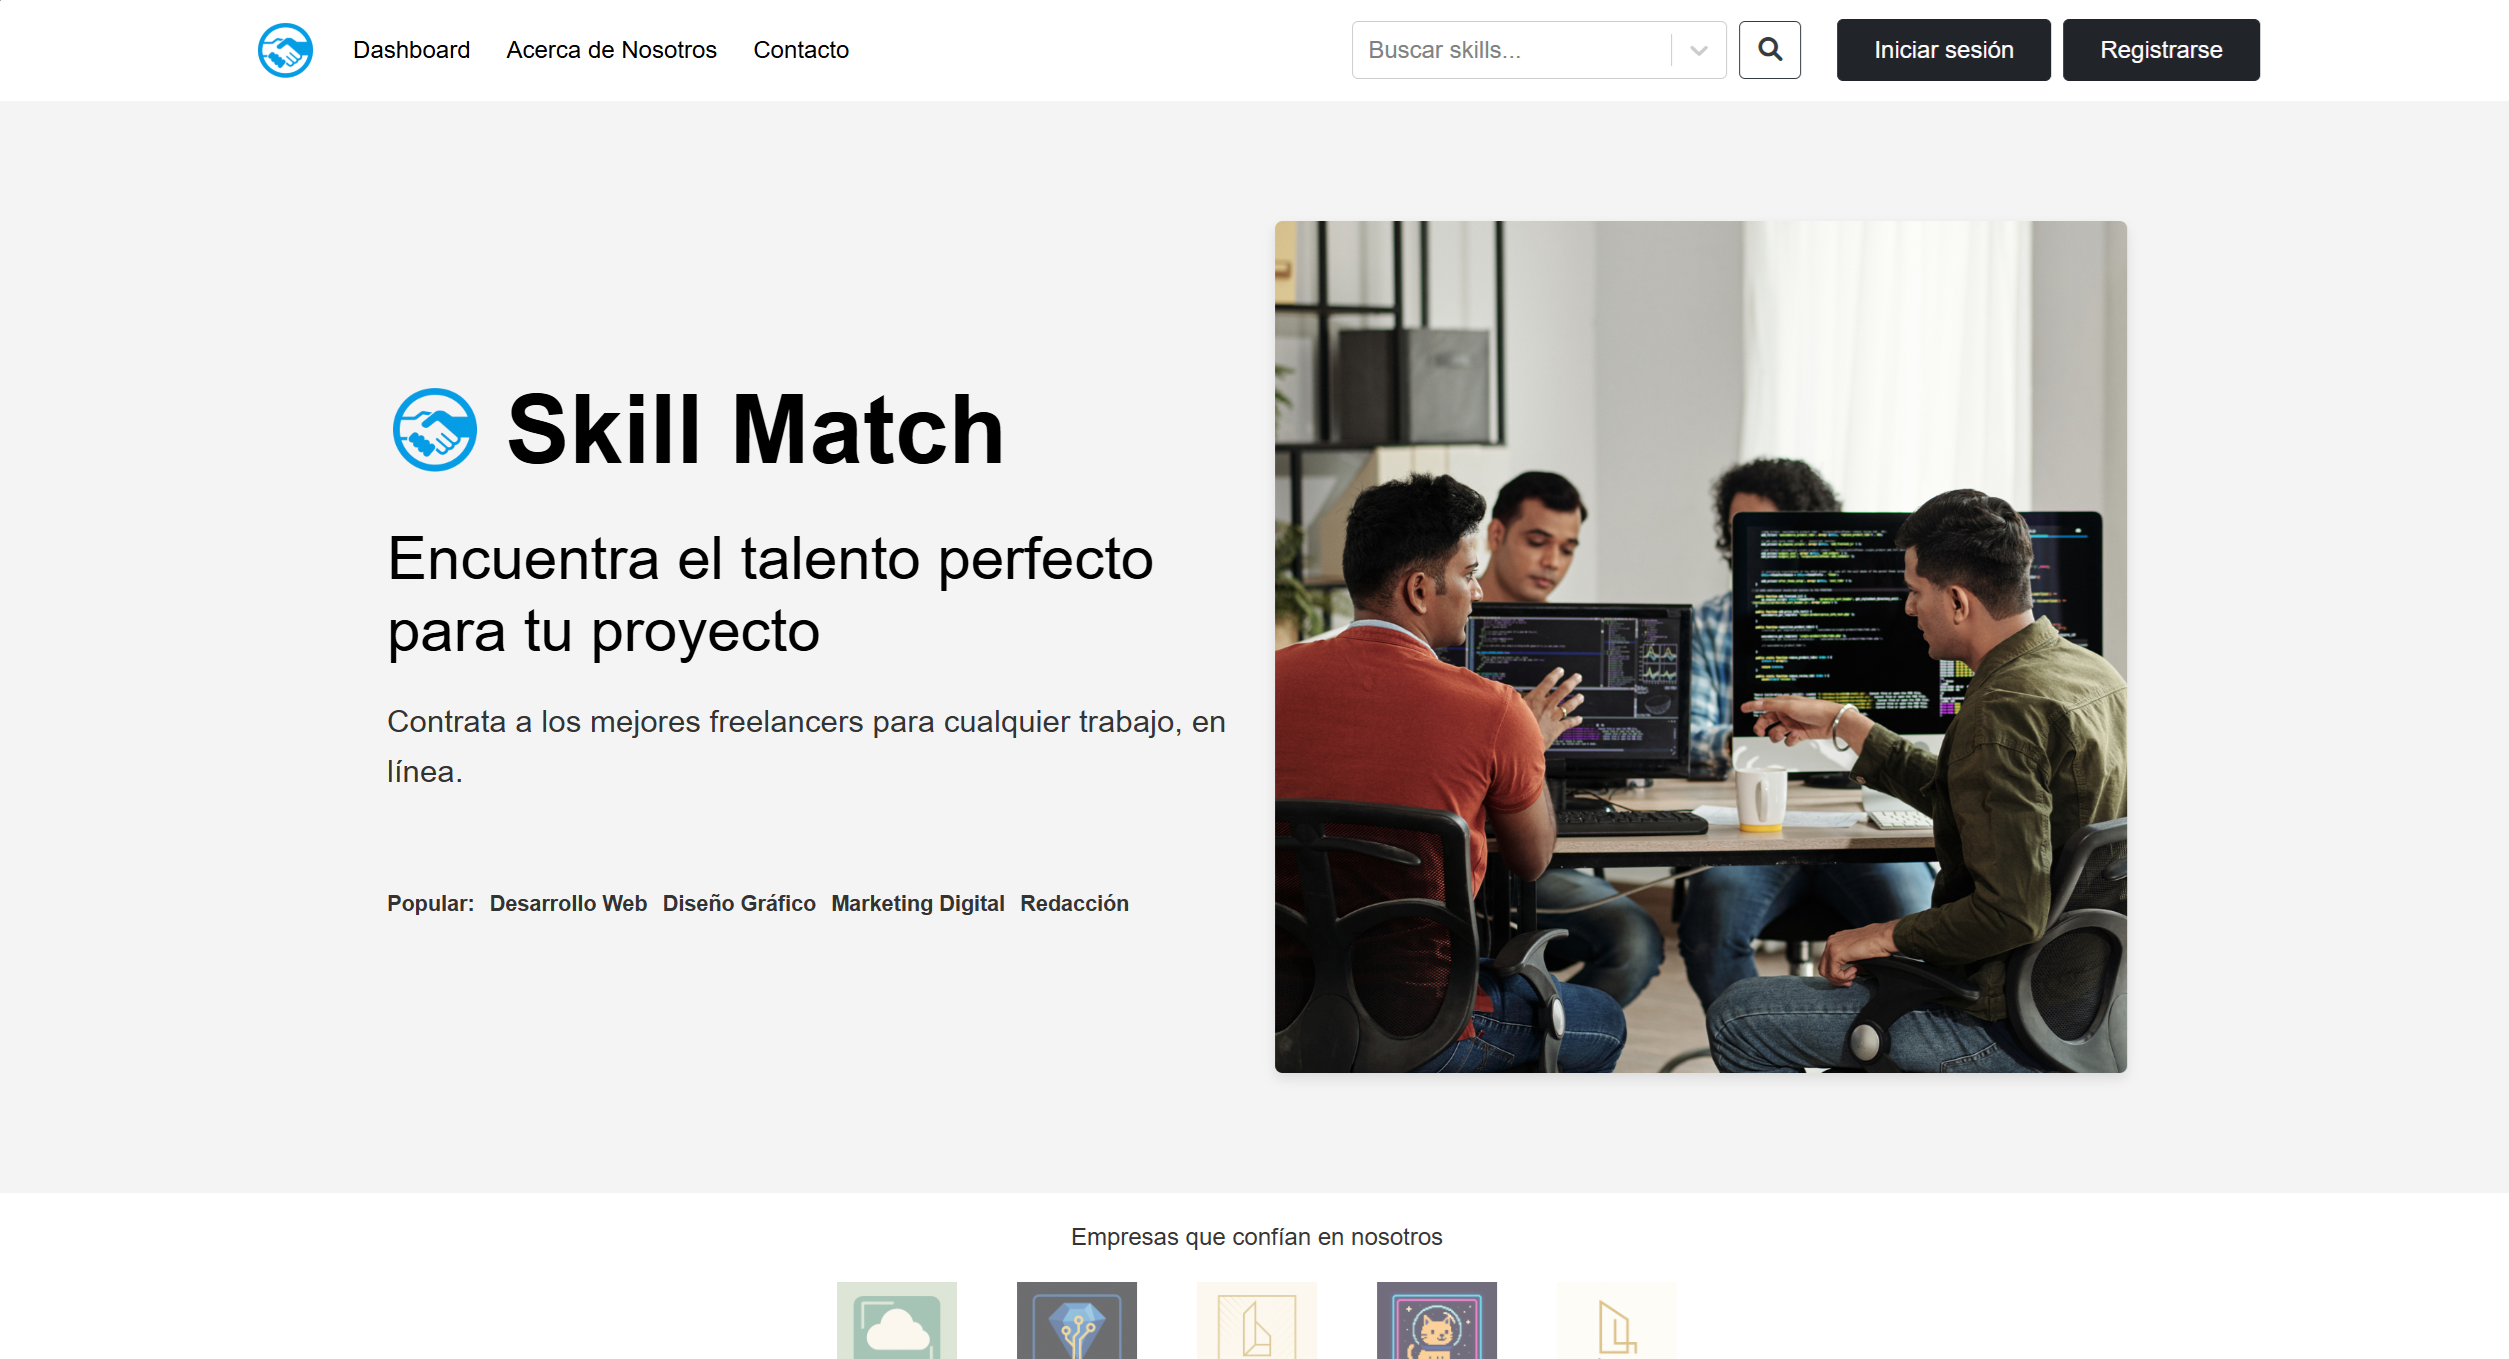 Dashboard Acerca de Nosotros Contacto Buscar skills... Iniciar sesión Registrarse
Skill Match
Encuentra el talento perfecto
para tu proyecto
Contrata a los mejores freelancers para cualquier trabajo, en
línea.
Popular: Desarrollo Web Diseño Gráfico Marketing Digital Redacción
Empresas que confían en nosotros